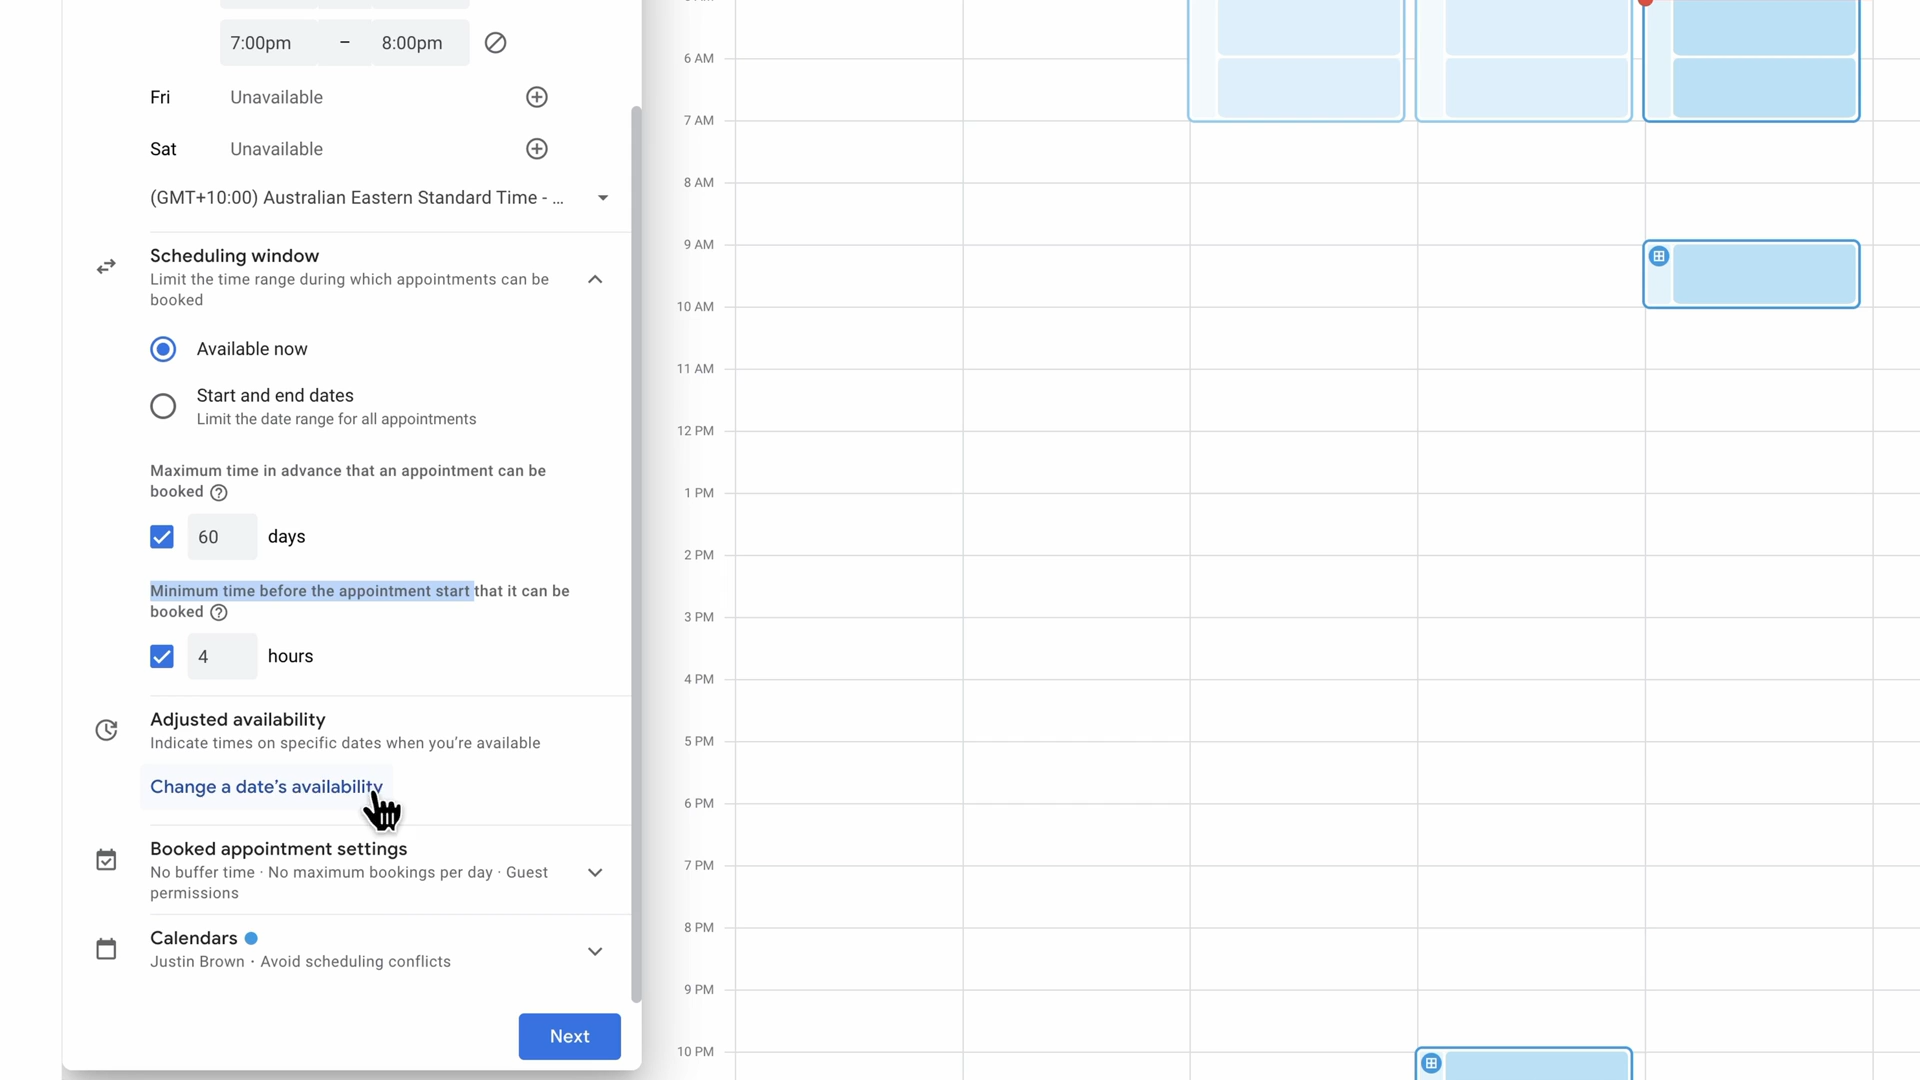 7:00pm – 8:00pm
Fri Unavailable
Sat Unavailable
(GMT+10:00) Australian Eastern Standard Time - ...
Scheduling window
Limit the time range during which appointments can be
booked
Available now
Start and end dates
Limit the date range for all appointments
Maximum time in advance that an appointment can be
booked
60 days
Minimum time before the appointment start that it can be
booked
4 hours
Adjusted availability
Indicate times on specific dates when you're available
Change a date's availability
Booked appointment settings
No buffer time · No maximum bookings per day · Guest
permissions
Calendars
Justin Brown · Avoid scheduling conflicts
Next
6 AM
7 AM
8 AM
9 AM
10 AM
11 AM
12 PM
1 PM
2 PM
3 PM
4 PM
5 PM
6 PM
7 PM
8 PM
9 PM
10 PM